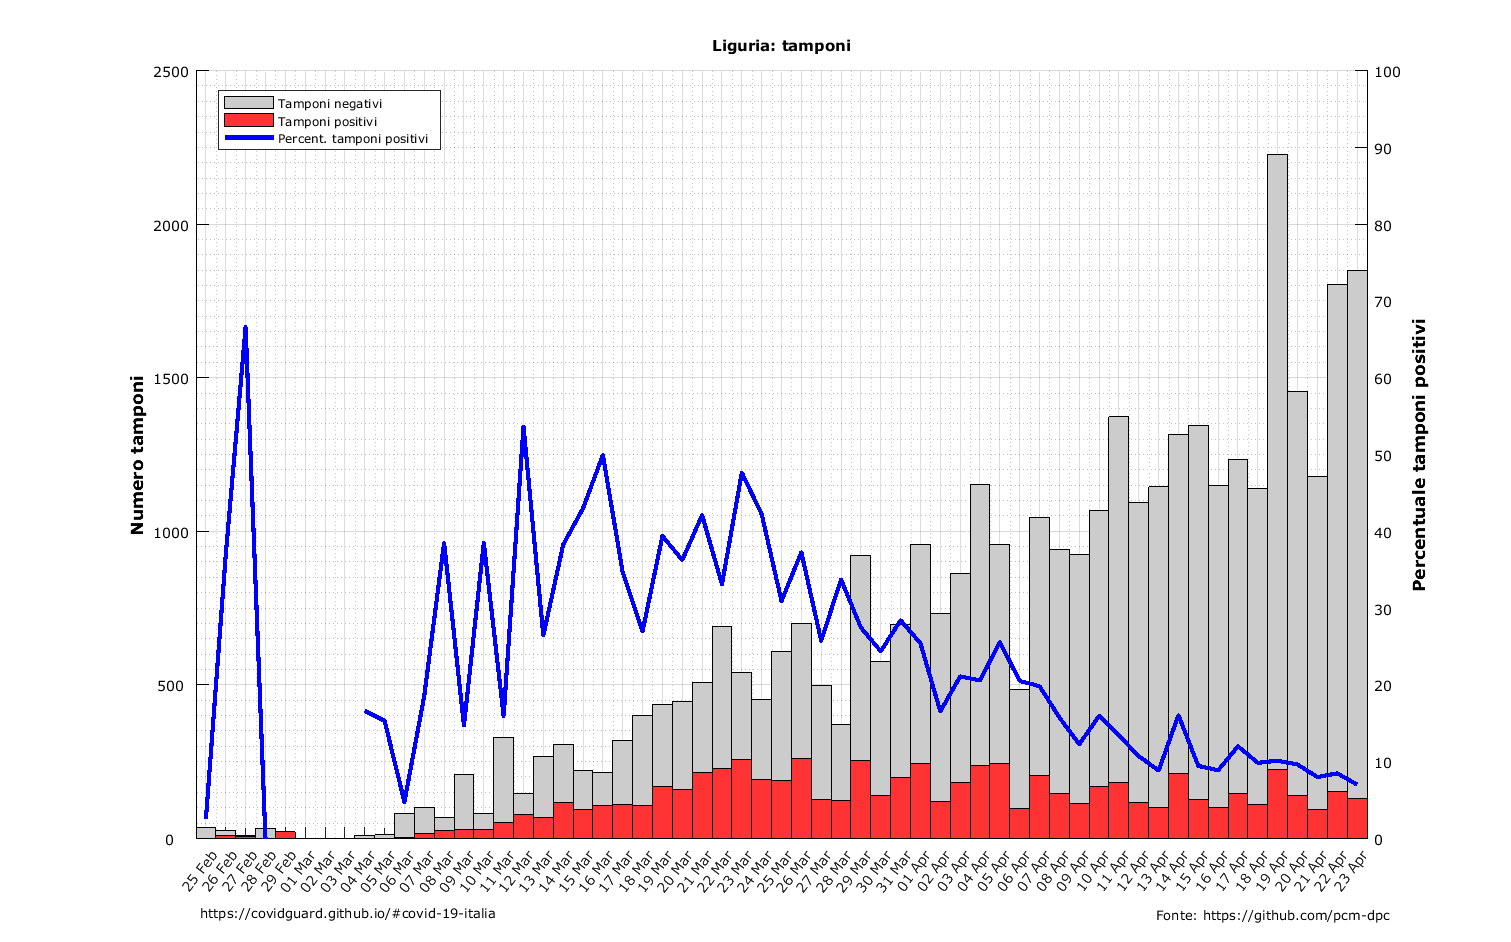 Liguria: tamponi
Tamponi negativi
Tamponi positivi
Percent. tamponi positivi
Numero tamponi
2500
2000
1500
1000
500
0
Percentuale tamponi positivi
100
90
80
70
60
50
40
30
20
10
0
25 Feb
26 Feb
27 Feb
28 Feb
29 Feb
01 Mar
02 Mar
03 Mar
04 Mar
05 Mar
06 Mar
07 Mar
08 Mar
09 Mar
10 Mar
11 Mar
12 Mar
13 Mar
14 Mar
15 Mar
16 Mar
17 Mar
18 Mar
19 Mar
20 Mar
21 Mar
22 Mar
23 Mar
24 Mar
25 Mar
26 Mar
27 Mar
28 Mar
29 Mar
30 Mar
31 Mar
01 Apr
02 Apr
03 Apr
04 Apr
05 Apr
06 Apr
07 Apr
08 Apr
09 Apr
10 Apr
11 Apr
12 Apr
13 Apr
14 Apr
15 Apr
16 Apr
17 Apr
18 Apr
19 Apr
20 Apr
21 Apr
22 Apr
23 Apr
https://covidguard.github.io/#covid-19-italia
Fonte: https://github.com/pcm-dpc